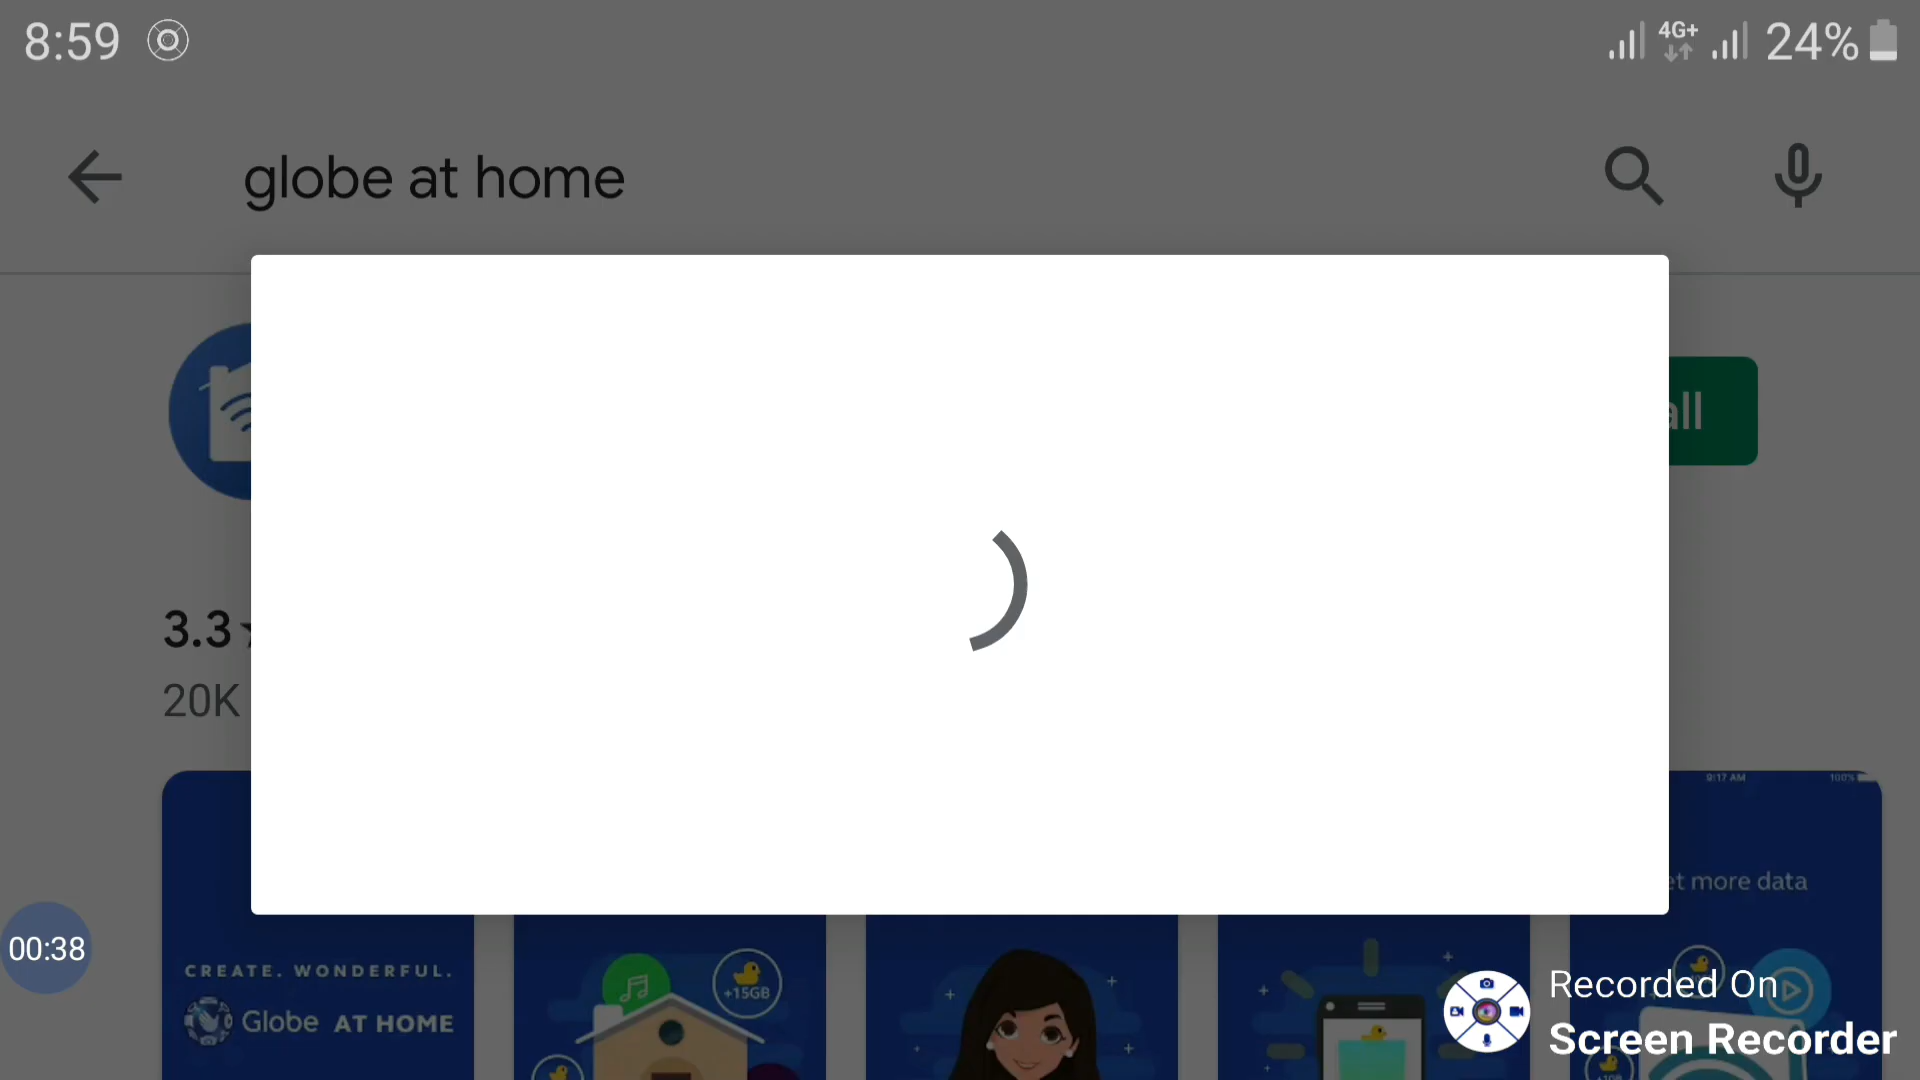 8:59
4G+
24%
globe at home
all
3.3
20K
9:17 AM
100%
et more data
00:38
CREATE. WONDERFUL.
Globe AT HOME
+15GB
Recorded On
Screen Recorder